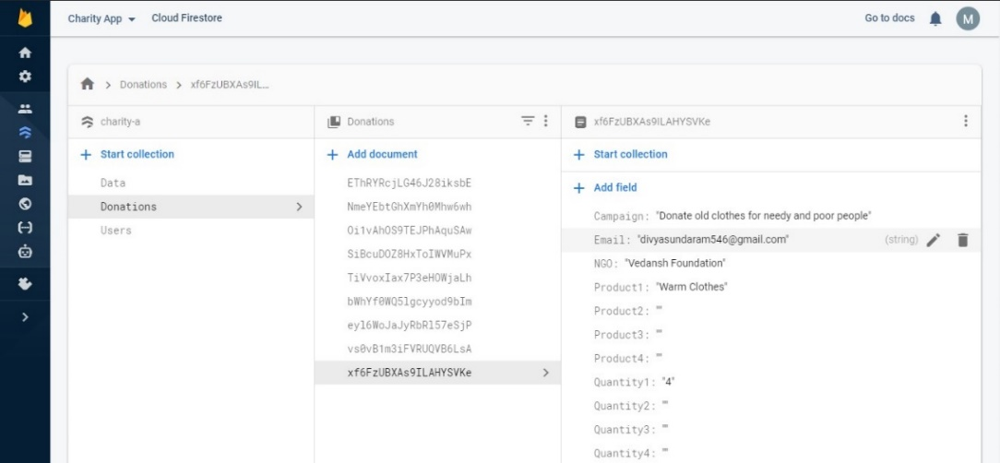 Charity App Cloud Firestore Go to docs M
Donations xf6FzUBXAs9IL...
charity-a Donations xf6FzUBXAs9ILAHYSVKe
+ Start collection + Add document + Start collection
Data EThRYRcjLG46J28iksbE + Add field
Donations NmeYEbtGhXmYh0Mhw6wh Campaign: "Donate old clothes for needy and poor people"
Users Oi1vAhOS9TEJPhAquSAw Email: "divyasundaram546@gmail.com" (string)
SiBcuDOZ8HxToIWVMuPx NGO: "Vedansh Foundation"
TiVvoxIax7P3eHOWjaLh Product1: "Warm Clothes"
bWhYf0WQ5lgcyyod9bIm Product2: ""
eyl6WoJaJyRbRl57eSjP Product3: ""
vs0vB1m3iFVRUQVB6LsA Product4: ""
xf6FzUBXAs9ILAHYSVKe Quantity1: "4"
Quantity2: ""
Quantity3: ""
Quantity4: ""